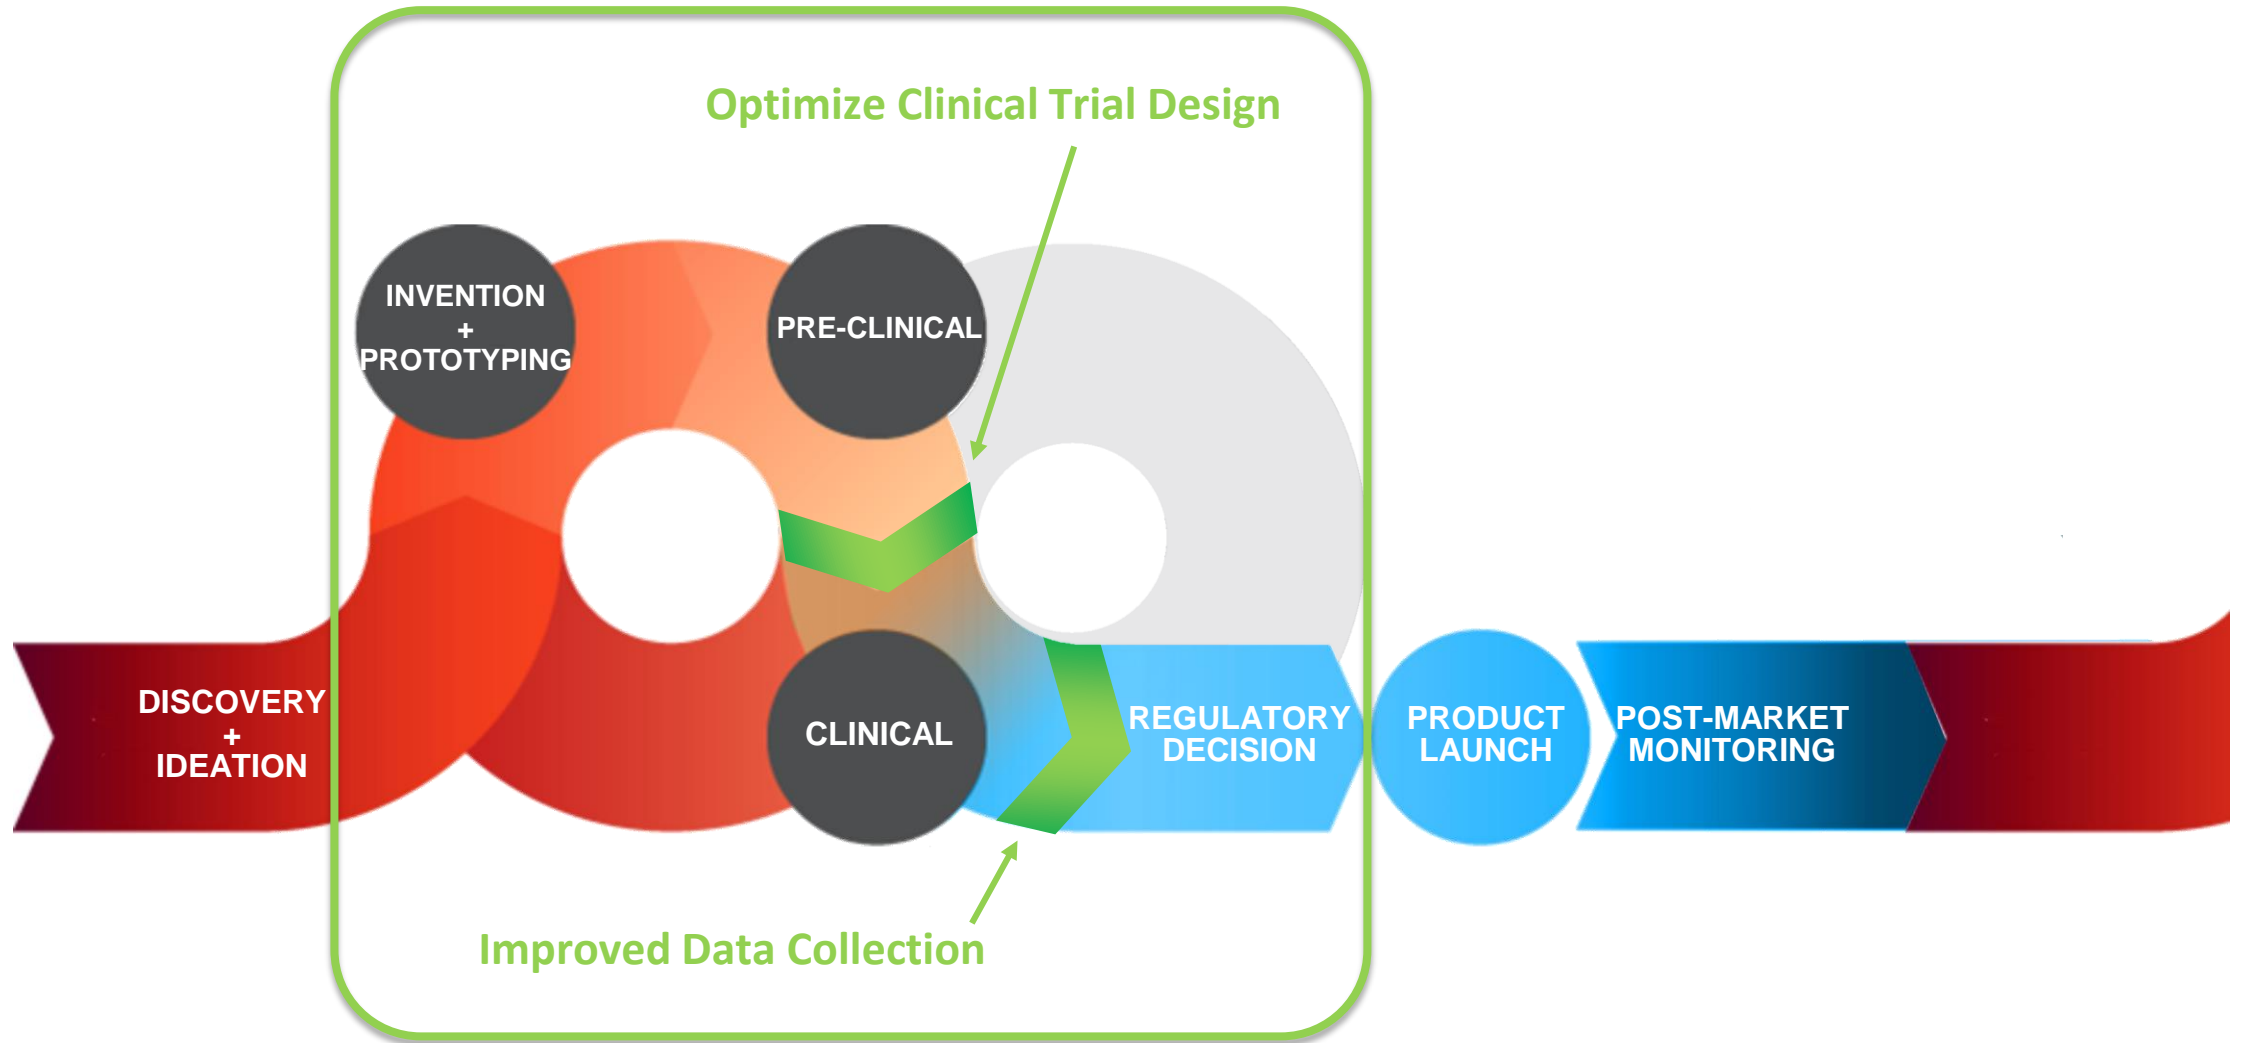 Optimize Clinical Trial Design
INVENTION
+
PROTOTYPING
PRE-CLINICAL
DISCOVERY
+
IDEATION
CLINICAL
REGULATORY
DECISION
PRODUCT
LAUNCH
POST-MARKET
MONITORING
Improved Data Collection